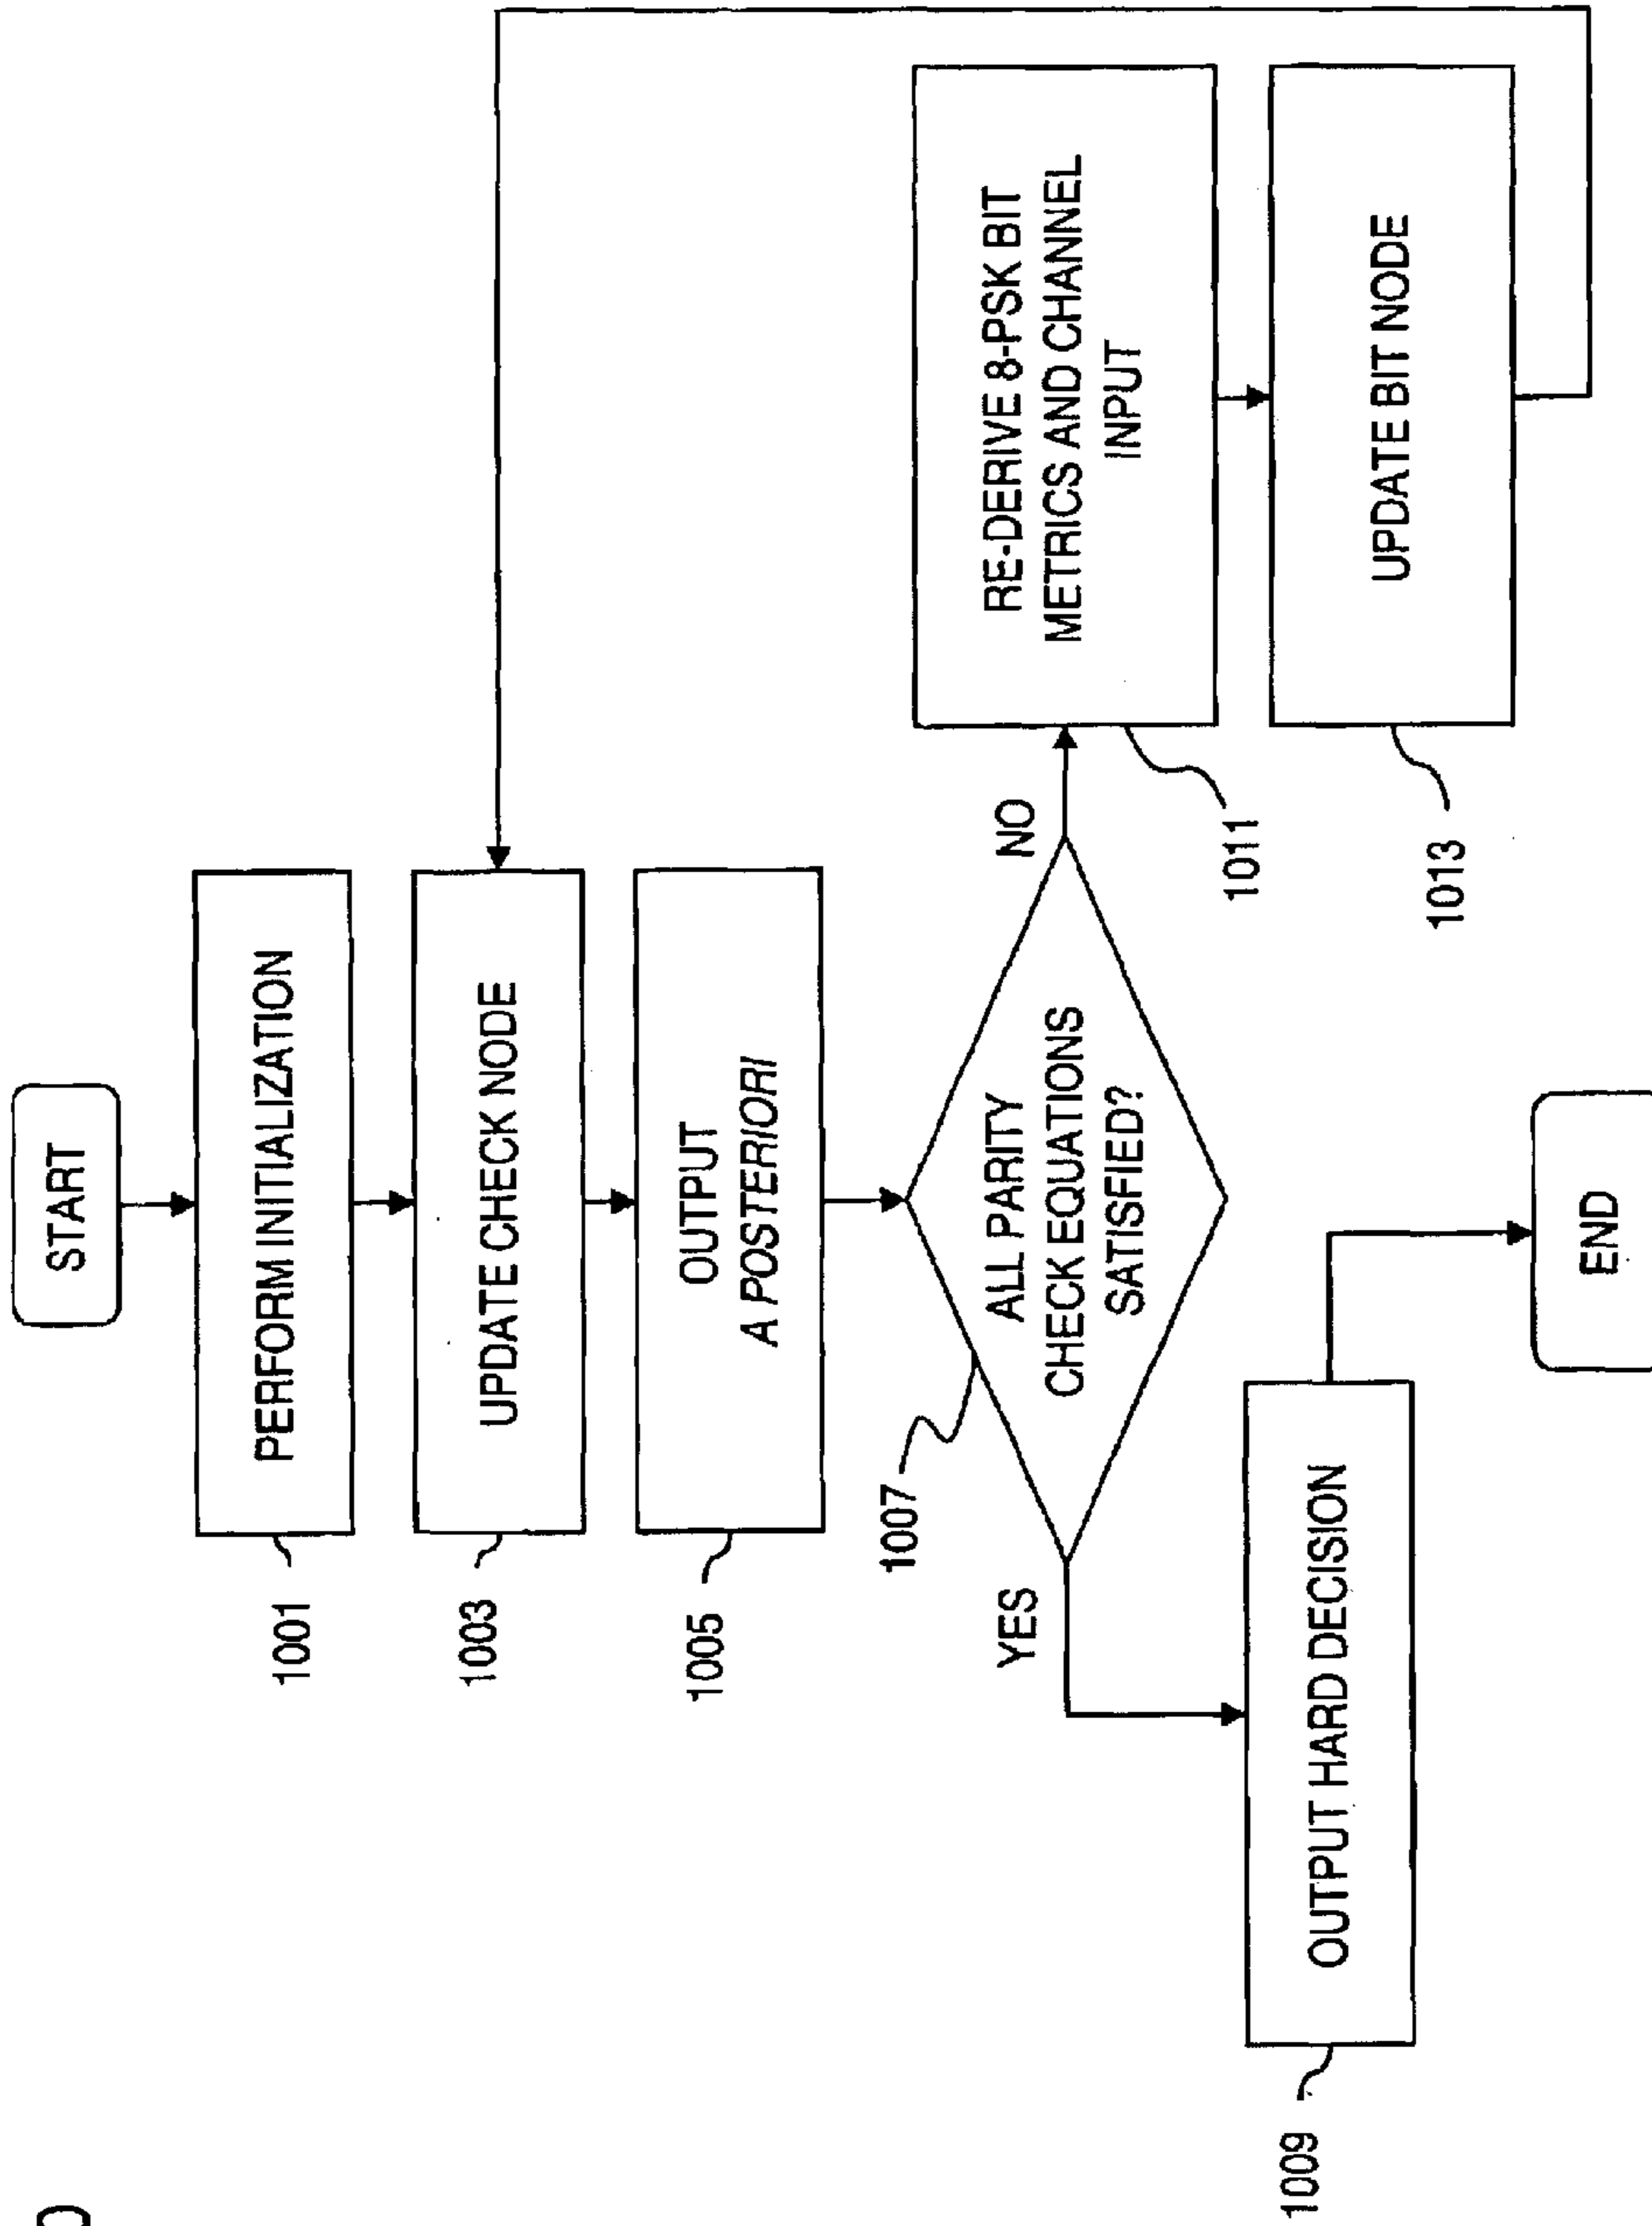 START
PERFORM INITIALIZATION
1001
UPDATE CHECK NODE
1003
OUTPUT
A POSTERIORI
1005
ALL PARITY
CHECK EQUATIONS
SATISFIED?
1007
YES
NO
RE-DERIVE 8-PSK BIT
METRICS AND CHANNEL
INPUT
1011
UPDATE BIT NODE
1013
OUTPUT HARD DECISION
1009
END